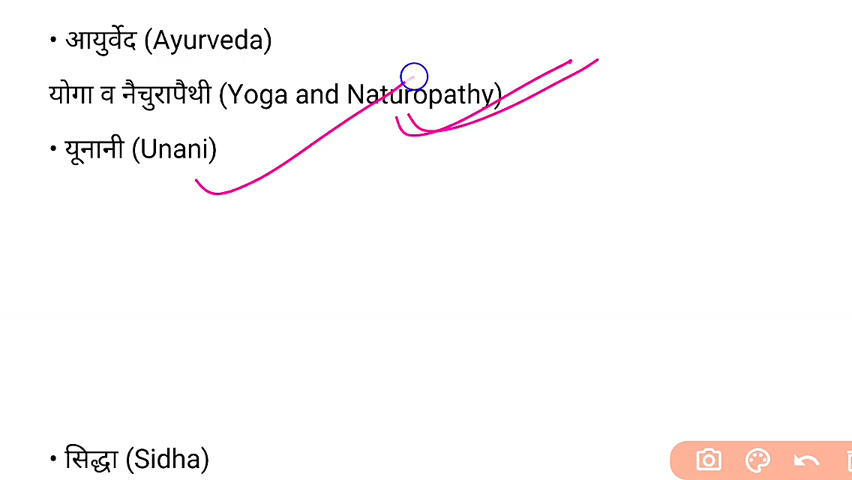 • आयुर्वेद (Ayurveda)
योगा व नैचुरापैथी (Yoga and Naturopathy)
• यूनानी (Unani)
• सिद्धा (Sidha)